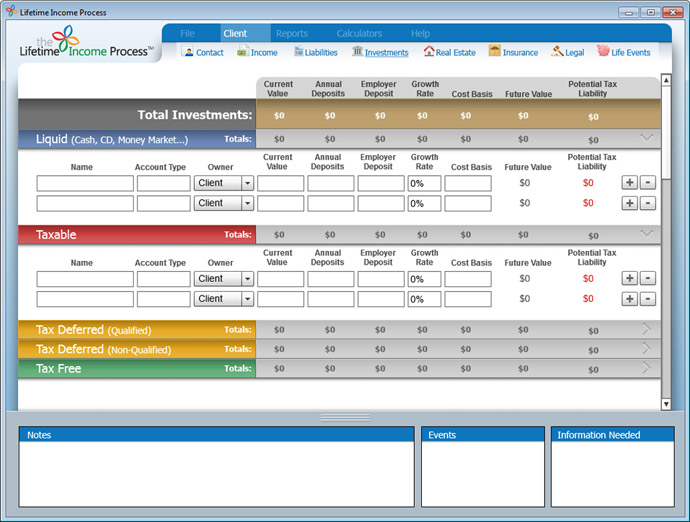 Lifetime Income Process
the
Lifetime Income Process™
File Client Reports Calculators Help
Contact Income Liabilities Investments Real Estate Insurance Legal Life Events
Current Value Annual Deposits Employer Deposit Growth Rate Cost Basis Future Value Potential Tax Liability
Total Investments: $0 $0 $0 $0 $0 $0 $0
Liquid (Cash, CD, Money Market...) Totals: $0 $0 $0 $0 $0 $0 $0
Name Account Type Owner Current Value Annual Deposits Employer Deposit Growth Rate Cost Basis Future Value Potential Tax Liability
Client 0% $0 $0 + -
Client 0% $0 $0 + -
Taxable Totals: $0 $0 $0 $0 $0 $0 $0
Name Account Type Owner Current Value Annual Deposits Employer Deposit Growth Rate Cost Basis Future Value Potential Tax Liability
Client 0% $0 $0 + -
Client 0% $0 $0 + -
Tax Deferred (Qualified) Totals: $0 $0 $0 $0 $0 $0 $0
Tax Deferred (Non-Qualified) Totals: $0 $0 $0 $0 $0 $0 $0
Tax Free Totals: $0 $0 $0 $0 $0 $0 $0
Notes Events Information Needed